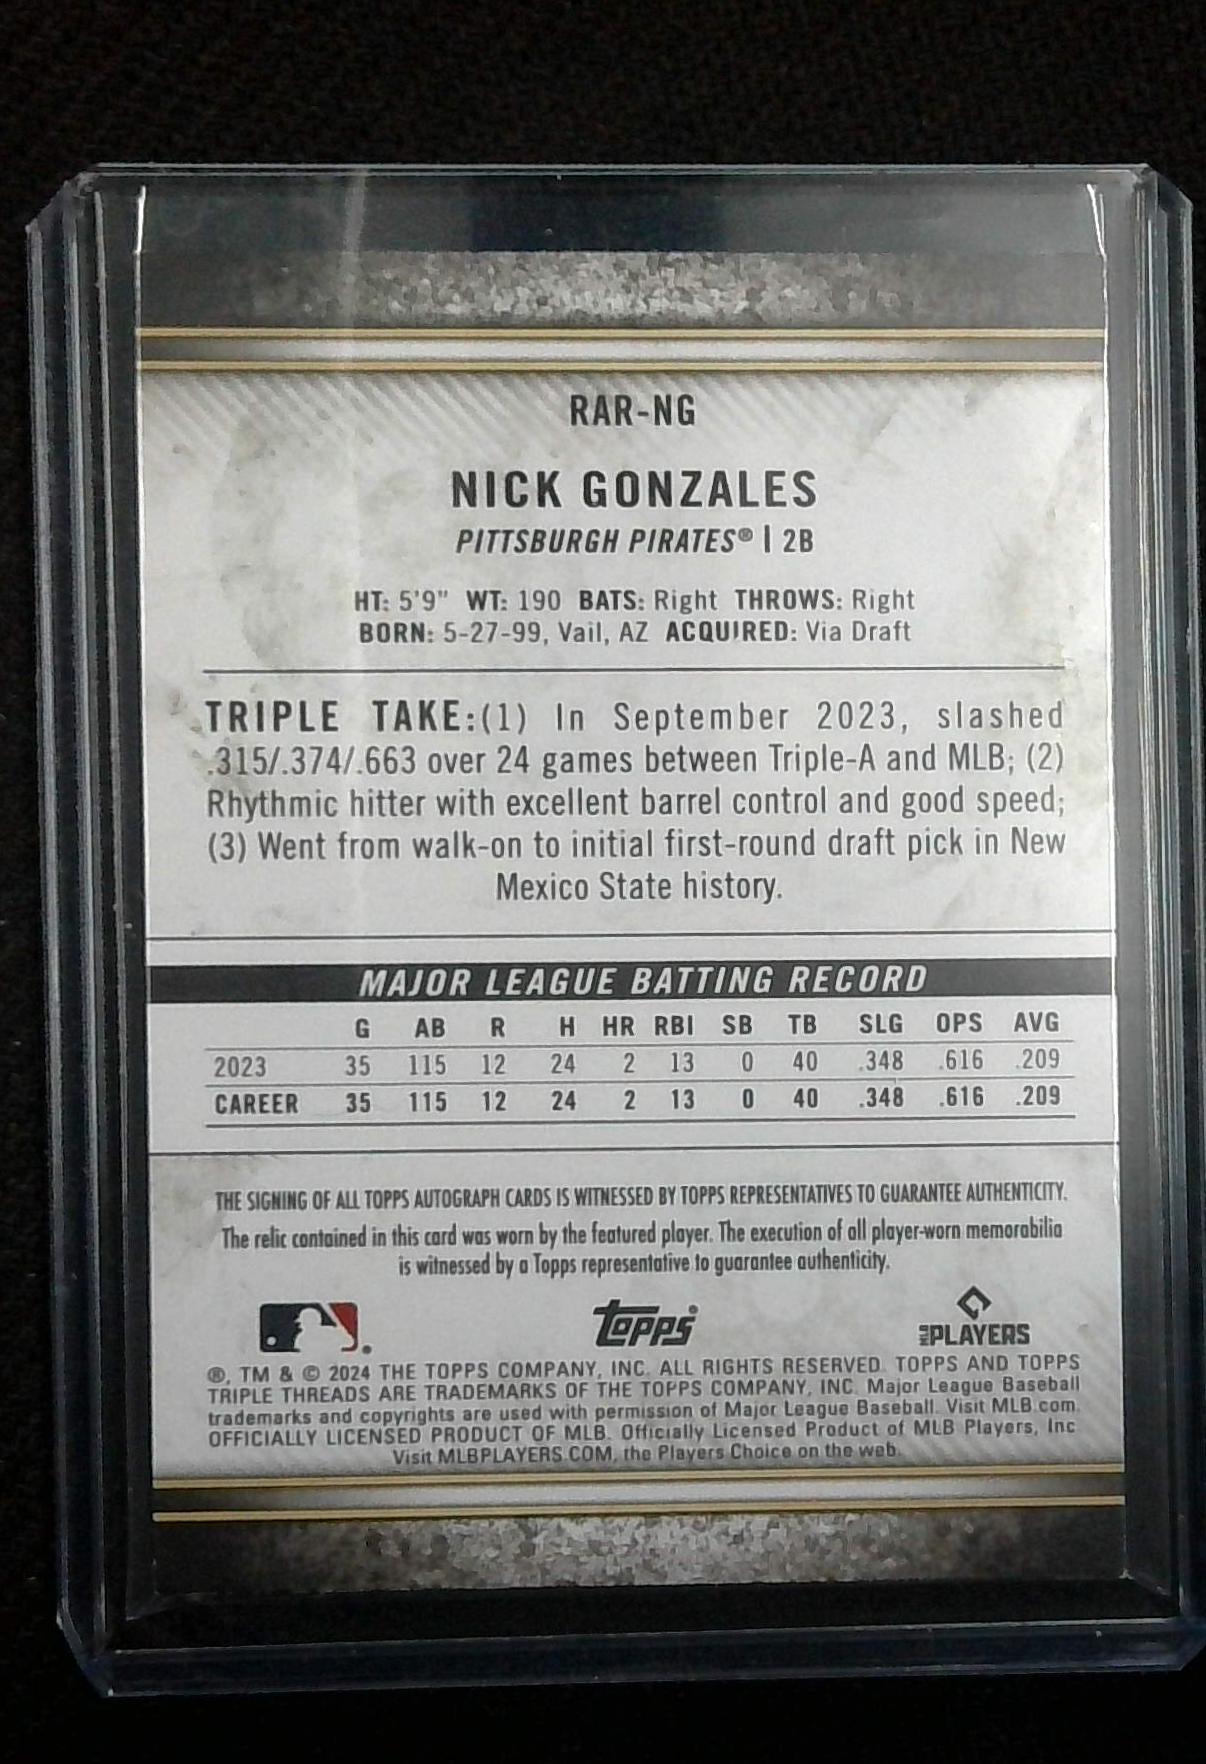 RAR-NG
NICK GONZALES
PITTSBURGH PIRATES® | 2B
HT: 5'9" WT: 190 BATS: Right THROWS: Right
BORN: 5-27-99, Vail, AZ ACQUIRED: Via Draft
TRIPLE TAKE:(1) In September 2023, slashed
.315/.374/.663 over 24 games between Triple-A and MLB; (2)
Rhythmic hitter with excellent barrel control and good speed;
(3) Went from walk-on to initial first-round draft pick in New
Mexico State history.
MAJOR LEAGUE BATTING RECORD
G AB R H HR RBI SB TB SLG OPS AVG
2023 35 115 12 24 2 13 0 40 .348 .616 .209
CAREER 35 115 12 24 2 13 0 40 .348 .616 .209
THE SIGNING OF ALL TOPPS AUTOGRAPH CARDS IS WITNESSED BY TOPPS REPRESENTATIVES TO GUARANTEE AUTHENTICITY.
The relic contained in this card was worn by the featured player. The execution of all player-worn memorabilia
is witnessed by a Topps representative to guarantee authenticity.
topps
MLB PLAYERS
®, TM & © 2024 THE TOPPS COMPANY, INC. ALL RIGHTS RESERVED. TOPPS AND TOPPS
TRIPLE THREADS ARE TRADEMARKS OF THE TOPPS COMPANY, INC. Major League Baseball
trademarks and copyrights are used with permission of Major League Baseball. Visit MLB.com.
OFFICIALLY LICENSED PRODUCT OF MLB. Officially Licensed Product of MLB Players, Inc
Visit MLBPLAYERS.COM, the Players Choice on the web.